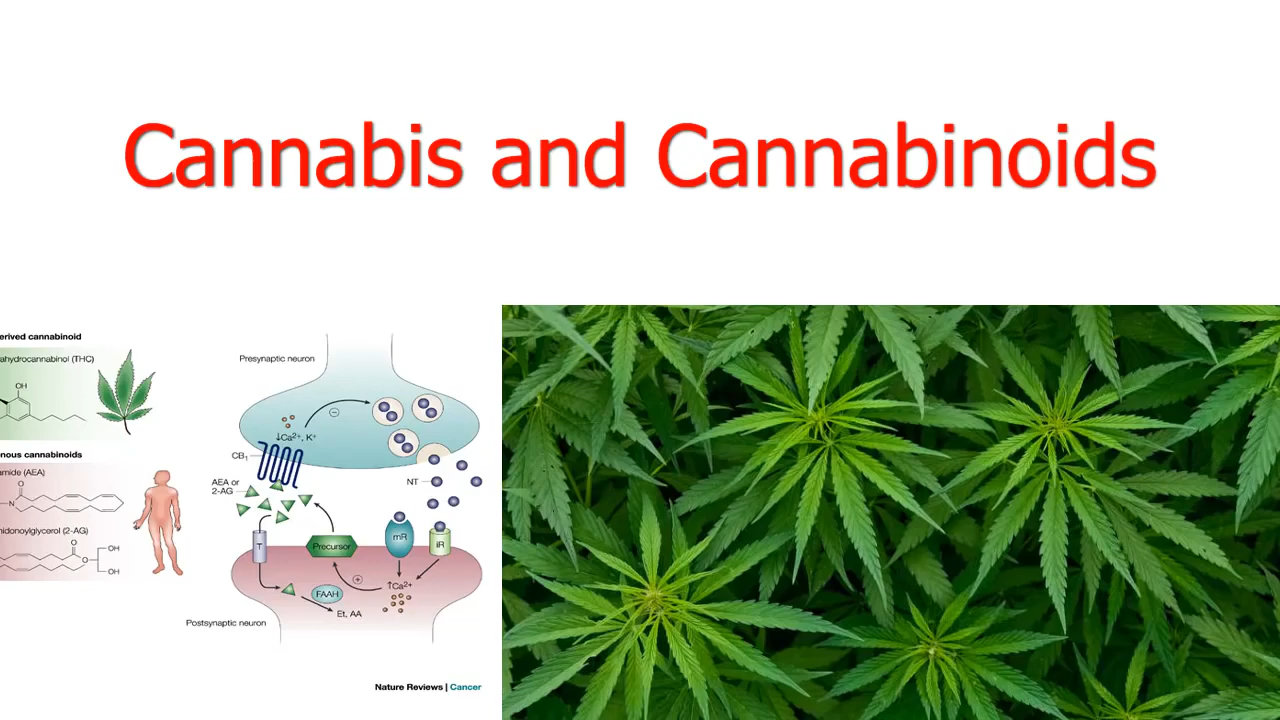 Cannabis and Cannabinoids
erived cannabinoid
ahydrocannabinol (THC)
OH
nous cannabinoids
amide (AEA)
O
N
nidonoylglycerol (2-AG)
O
O
OH
OH
Presynaptic neuron
↓Ca2+, K+
−
CB1
AEA or
2-AG
NT
T
Precursor
mR
iR
+
↑Ca2+
FAAH
Et, AA
Postsynaptic neuron
Nature Reviews | Cancer